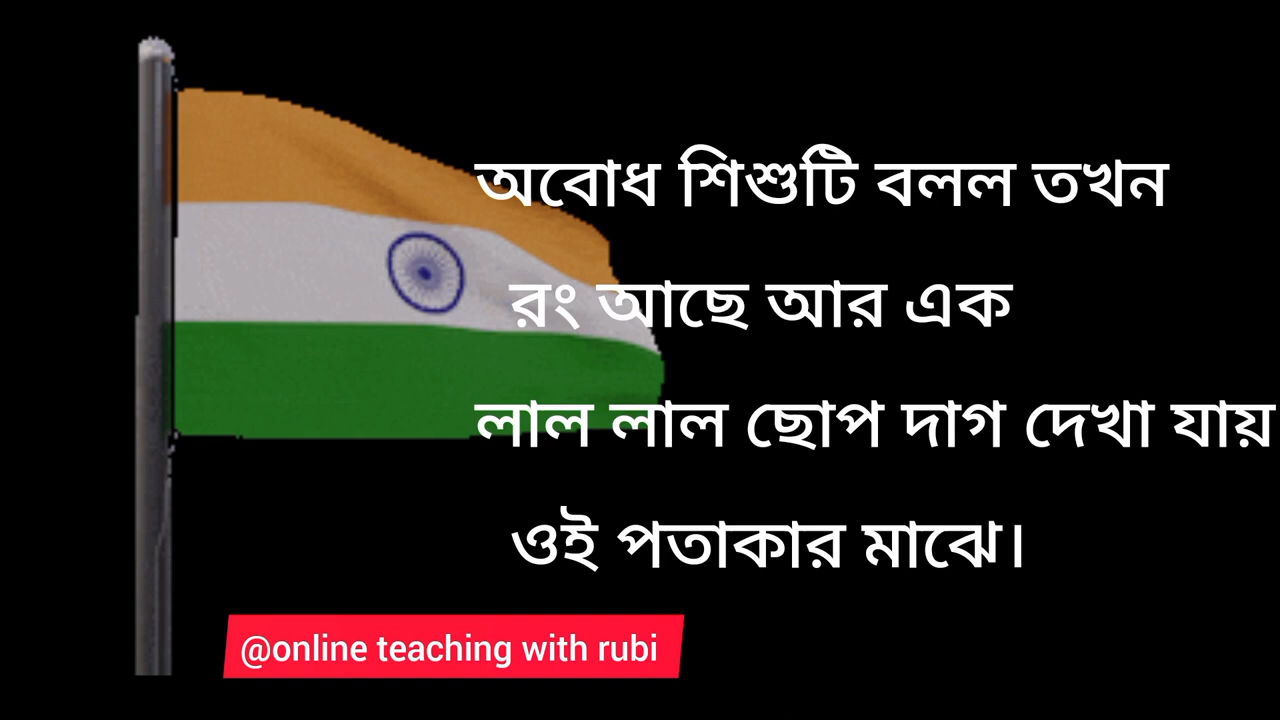 অবোধ শিশুটি বলল তখন
রং আছে আর এক
লাল লাল ছোপ দাগ দেখা যায়
ওই পতাকার মাঝে।
@online teaching with rubi